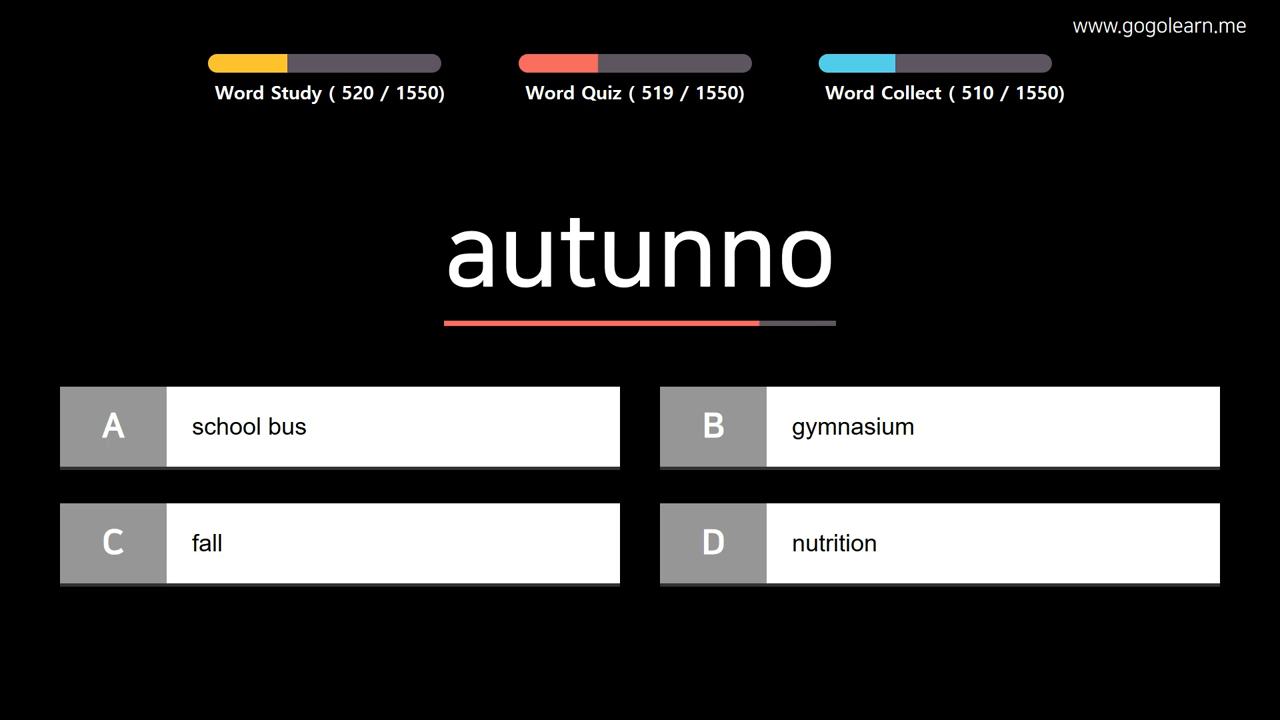 www.gogolearn.me
Word Study ( 520 / 1550)
Word Quiz ( 519 / 1550)
Word Collect ( 510 / 1550)
autunno
A school bus
B gymnasium
C fall
D nutrition